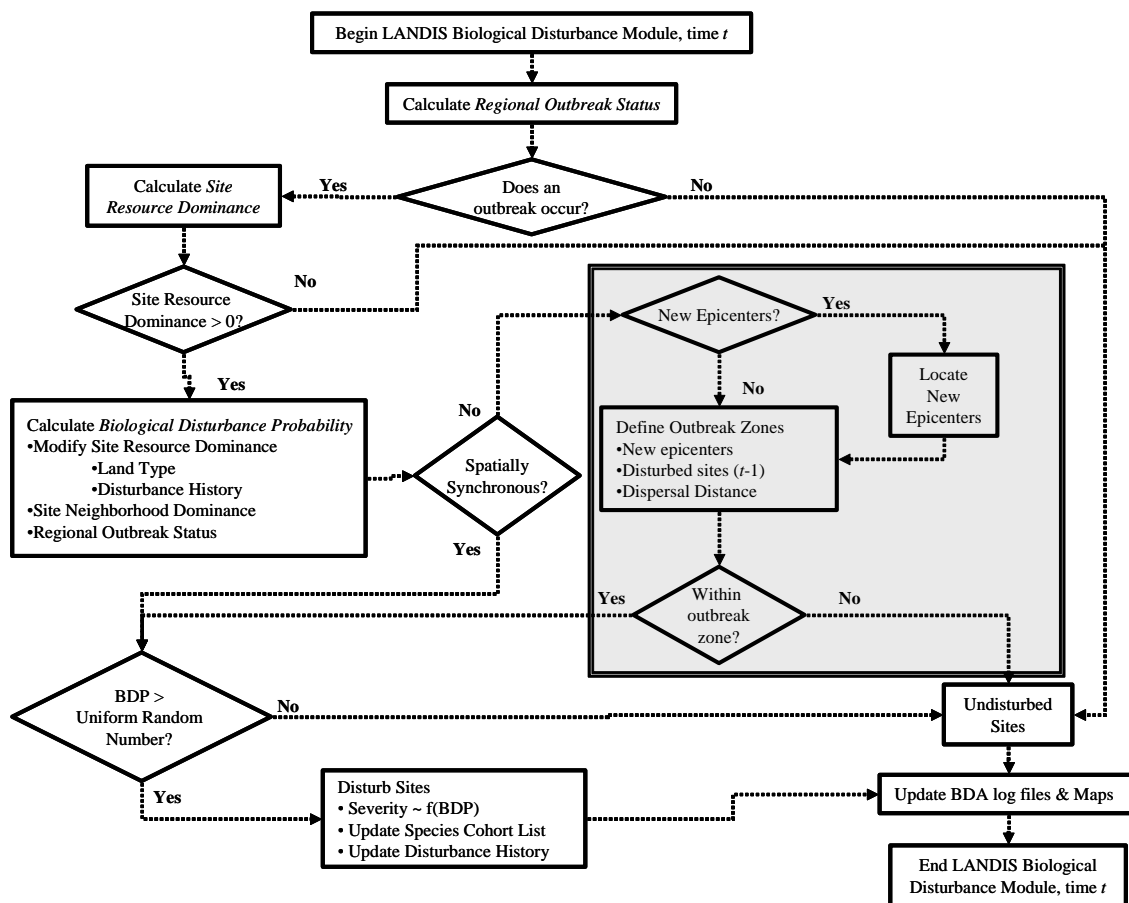 Begin LANDIS Biological Disturbance Module, time t
Calculate Regional Outbreak Status
Does an
outbreak occur?
Yes
No
Calculate Site
Resource Dominance
Site Resource
Dominance > 0?
No
Yes
Calculate Biological Disturbance Probability
•Modify Site Resource Dominance
•Land Type
•Disturbance History
•Site Neighborhood Dominance
•Regional Outbreak Status
Spatially
Synchronous?
No
Yes
New Epicenters?
Yes
No
Locate
New
Epicenters
Define Outbreak Zones
•New epicenters
•Disturbed sites (t-1)
•Dispersal Distance
Within
outbreak
zone?
Yes
No
BDP >
Uniform Random
Number?
No
Yes
Undisturbed
Sites
Disturb Sites
• Severity ~ f(BDP)
• Update Species Cohort List
• Update Disturbance History
Update BDA log files & Maps
End LANDIS Biological
Disturbance Module, time t